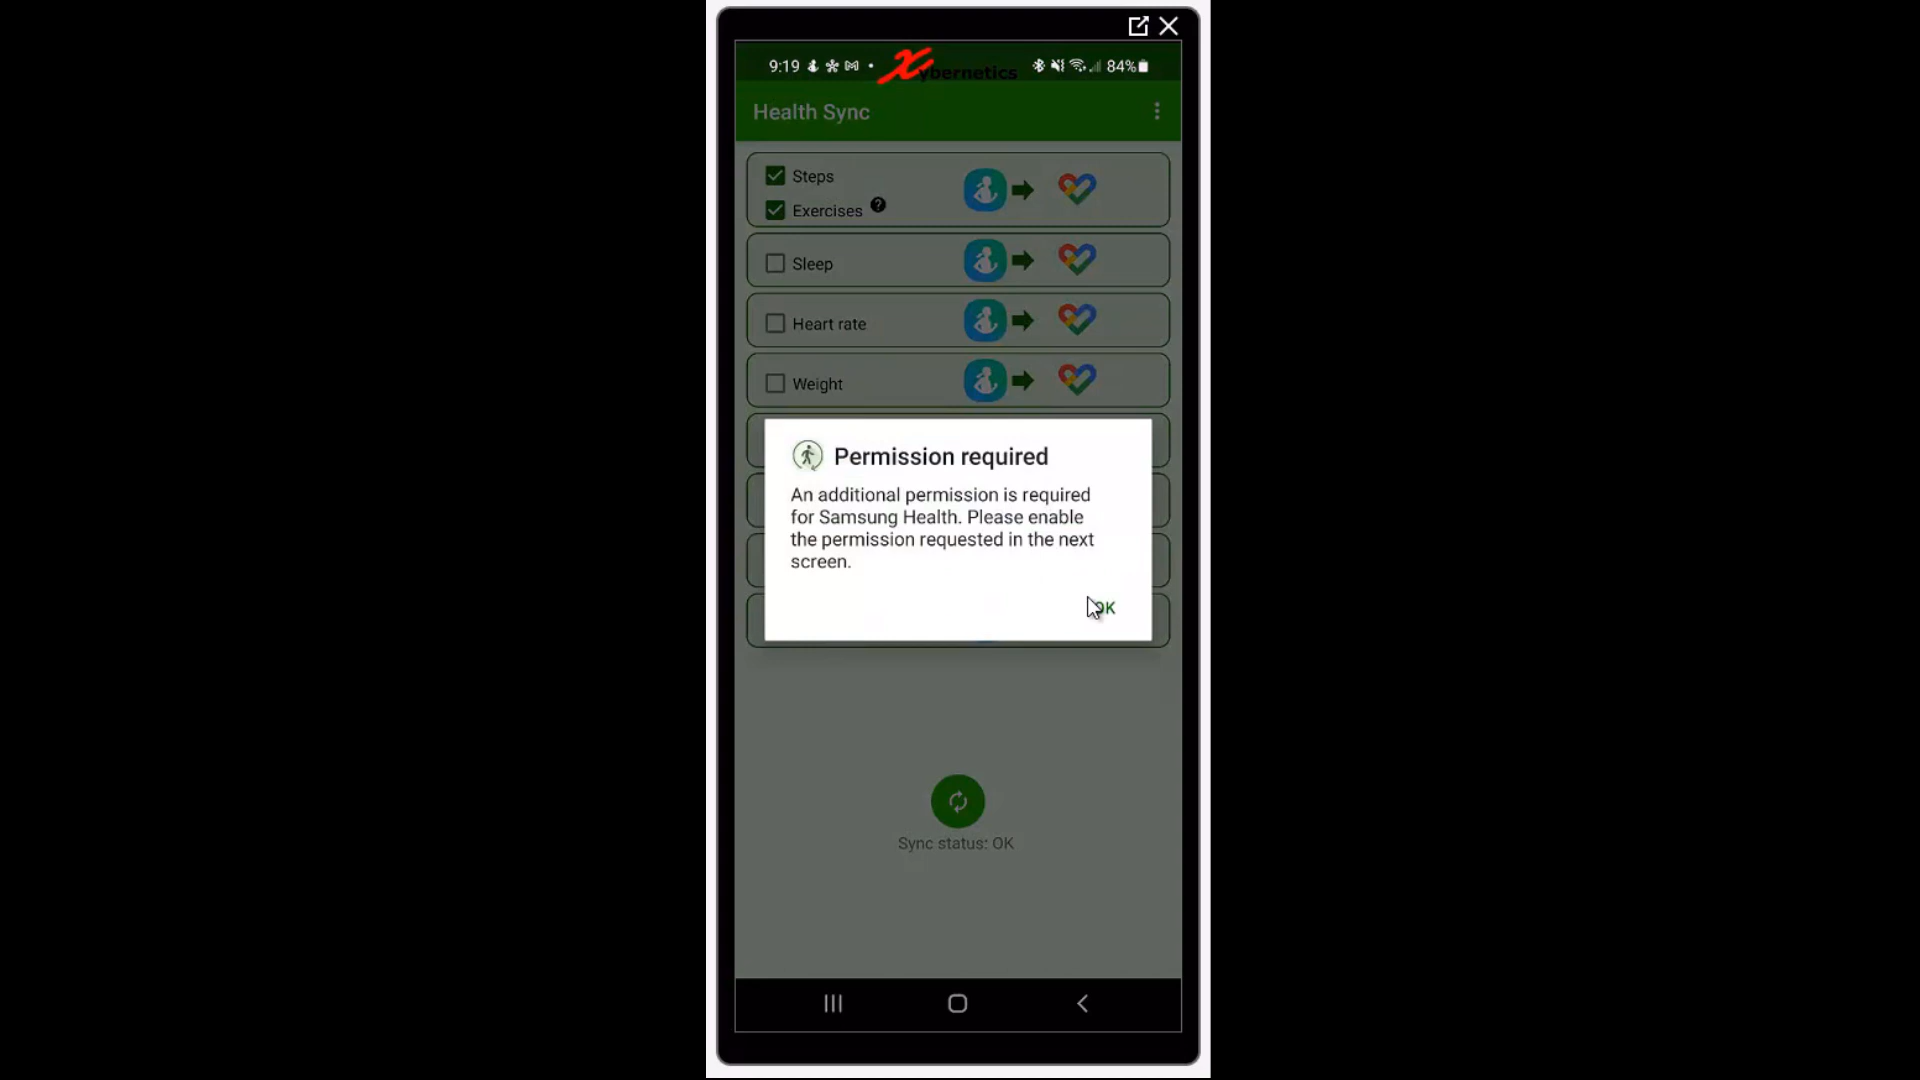 9:19
Xybernetics
84%
Health Sync
Steps
Exercises
Sleep
Heart rate
Weight
Permission required
An additional permission is required
for Samsung Health. Please enable
the permission requested in the next
screen.
OK
Sync status: OK